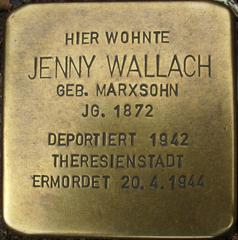 HIER WOHNTE
JENNY WALLACH
GEB. MARXSOHN
JG. 1872
DEPORTIERT 1942
THERESIENSTADT
ERMORDET 20.4.1944